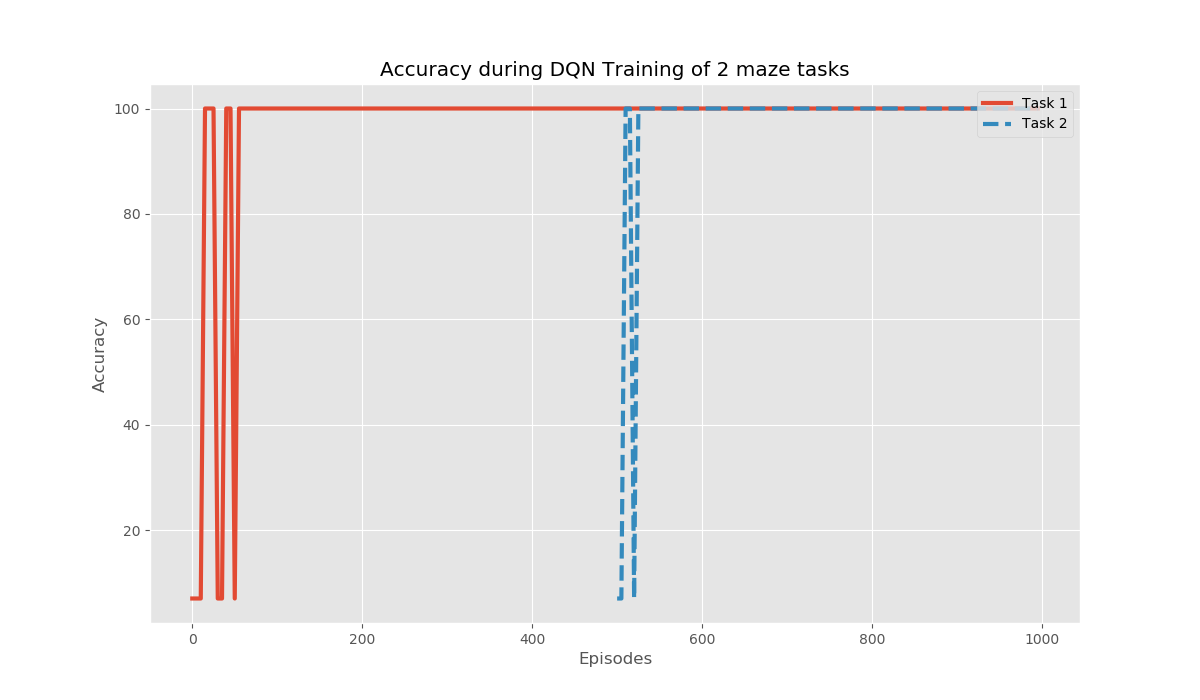 Accuracy during DQN Training of 2 maze tasks
Task 1
Task 2
100
80
60
40
20
Accuracy
0 200 400 600 800 1000
Episodes